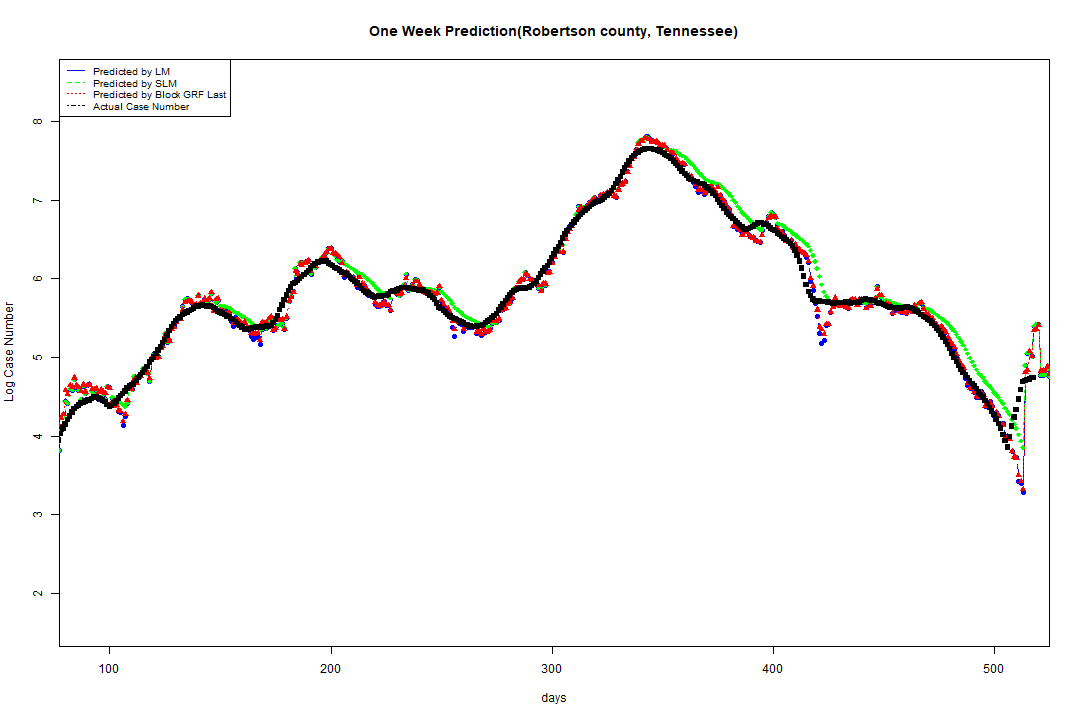 One Week Prediction(Robertson county, Tennessee)
Predicted by LM
Predicted by SLM
Predicted by Block GRF Last
Actual Case Number
8
7
6
5
4
3
2
Log Case Number
100 200 300 400 500
days